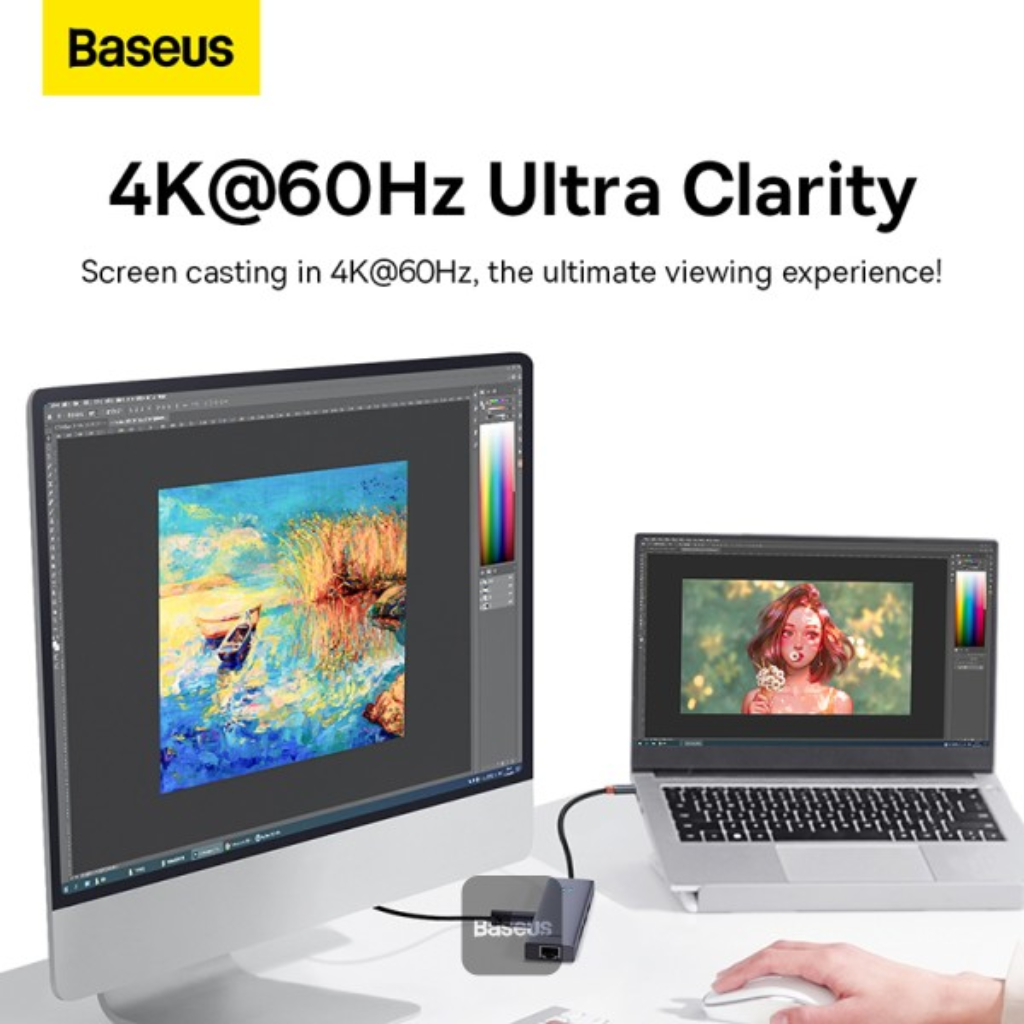 Baseus
4K@60Hz Ultra Clarity
Screen casting in 4K@60Hz, the ultimate viewing experience!
Baseus